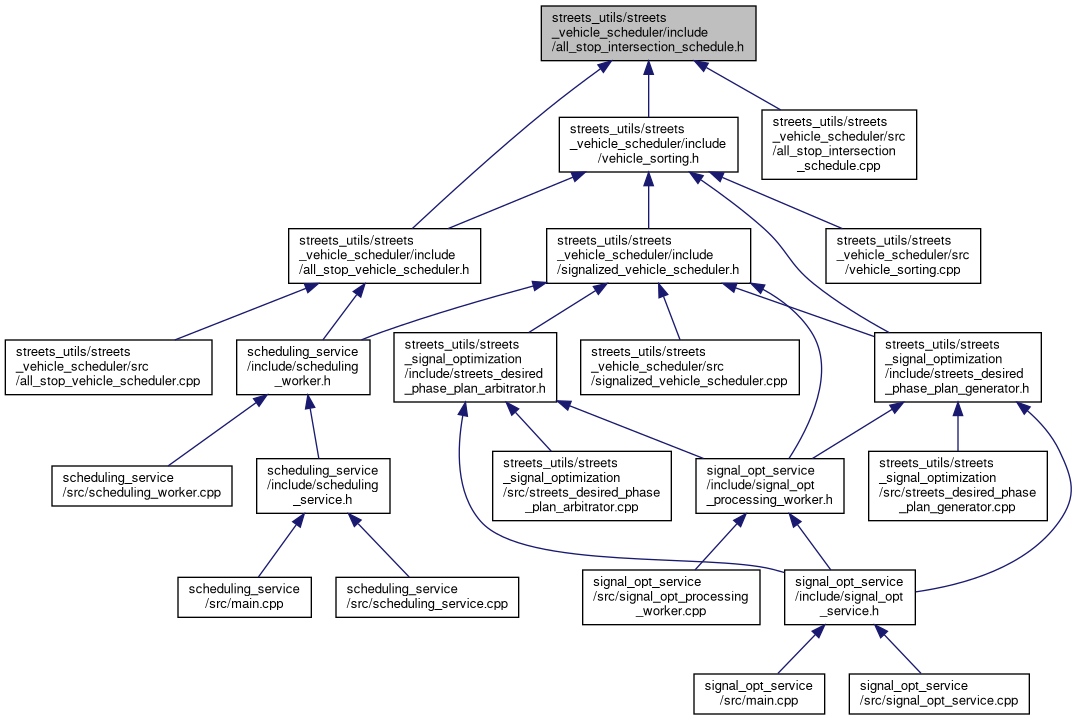 streets_utils/streets
_vehicle_scheduler/include
/all_stop_intersection_schedule.h
streets_utils/streets
_vehicle_scheduler/include
/vehicle_sorting.h
streets_utils/streets
_vehicle_scheduler/src
/all_stop_intersection
_schedule.cpp
streets_utils/streets
_vehicle_scheduler/include
/all_stop_vehicle_scheduler.h
streets_utils/streets
_vehicle_scheduler/include
/signalized_vehicle_scheduler.h
streets_utils/streets
_vehicle_scheduler/src
/vehicle_sorting.cpp
streets_utils/streets
_vehicle_scheduler/src
/all_stop_vehicle_scheduler.cpp
scheduling_service
/include/scheduling
_worker.h
streets_utils/streets
_signal_optimization
/include/streets_desired
_phase_plan_arbitrator.h
streets_utils/streets
_vehicle_scheduler/src
/signalized_vehicle_scheduler.cpp
streets_utils/streets
_signal_optimization
/include/streets_desired
_phase_plan_generator.h
scheduling_service
/src/scheduling_worker.cpp
scheduling_service
/include/scheduling
_service.h
streets_utils/streets
_signal_optimization
/src/streets_desired_phase
_plan_arbitrator.cpp
signal_opt_service
/include/signal_opt
_processing_worker.h
streets_utils/streets
_signal_optimization
/src/streets_desired_phase
_plan_generator.cpp
scheduling_service
/src/main.cpp
scheduling_service
/src/scheduling_service.cpp
signal_opt_service
/src/signal_opt_processing
_worker.cpp
signal_opt_service
/include/signal_opt
_service.h
signal_opt_service
/src/main.cpp
signal_opt_service
/src/signal_opt_service.cpp